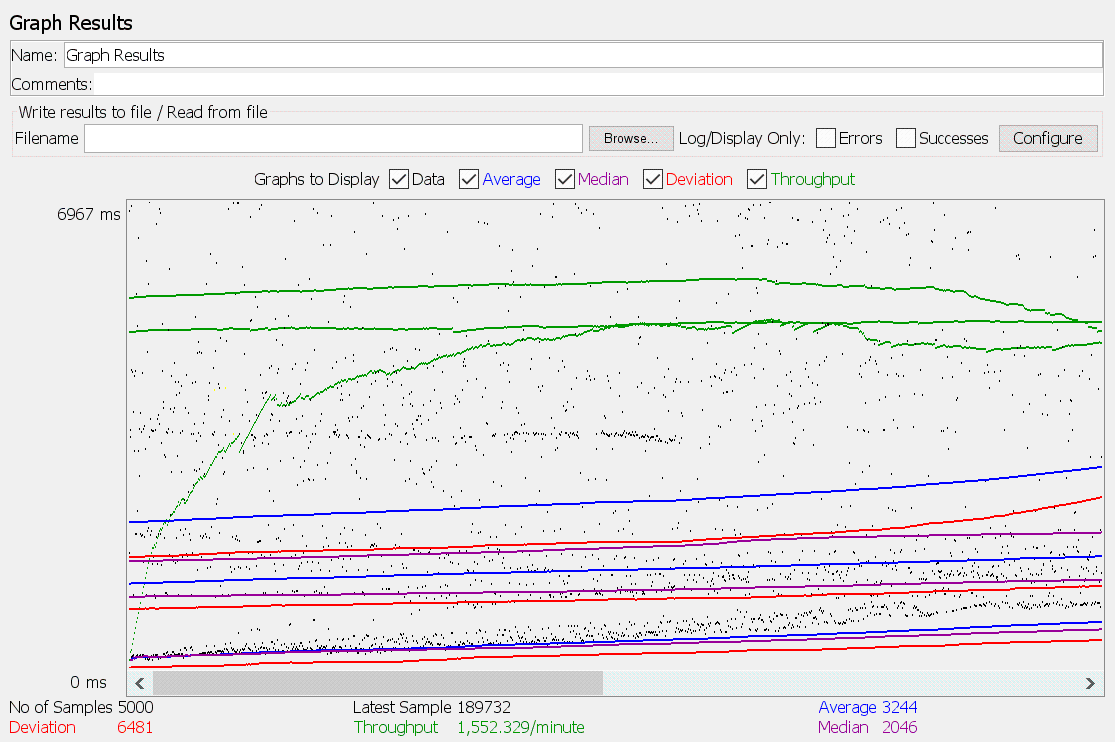 Graph Results
Name: Graph Results
Comments:
Write results to file / Read from file
Filename Browse... Log/Display Only: Errors Successes Configure
Graphs to Display Data Average Median Deviation Throughput
6967 ms
0 ms
No of Samples 5000 Latest Sample 189732 Average 3244
Deviation 6481 Throughput 1,552.329/minute Median 2046